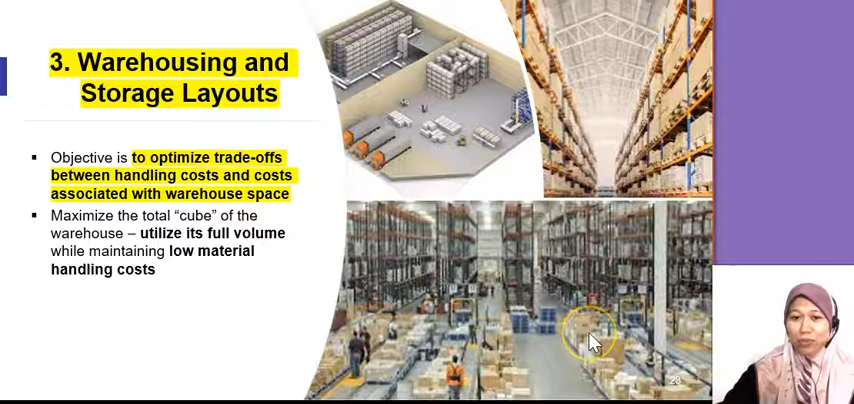 3. Warehousing and
Storage Layouts
▪ Objective is to optimize trade-offs
between handling costs and costs
associated with warehouse space
▪ Maximize the total “cube” of the
warehouse – utilize its full volume
while maintaining low material
handling costs